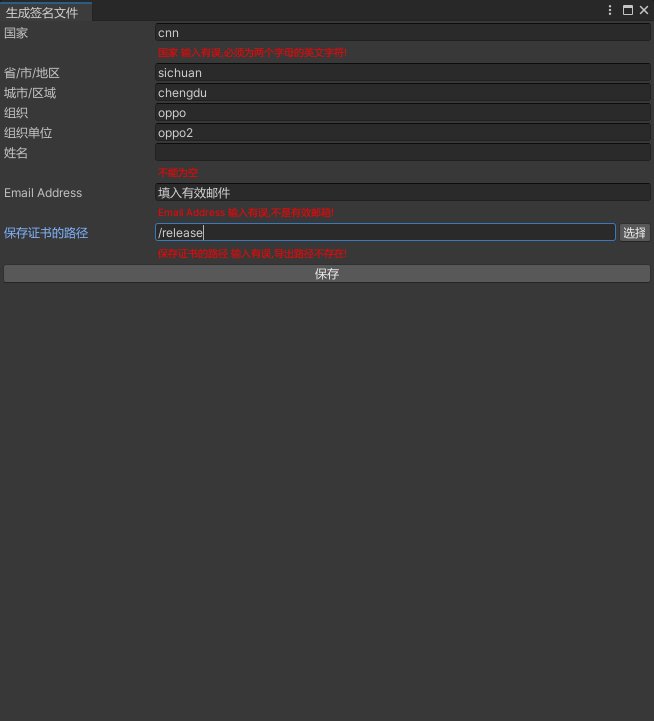 生成签名文件
国家 cnn
国家 输入有误,必须为两个字母的英文字符!
省/市/地区 sichuan
城市/区域 chengdu
组织 oppo
组织单位 oppo2
姓名
不能为空
Email Address 填入有效邮件
Email Address 输入有误,不是有效邮箱!
保存证书的路径 /release 选择
保存证书的路径 输入有误,导出路径不存在!
保存